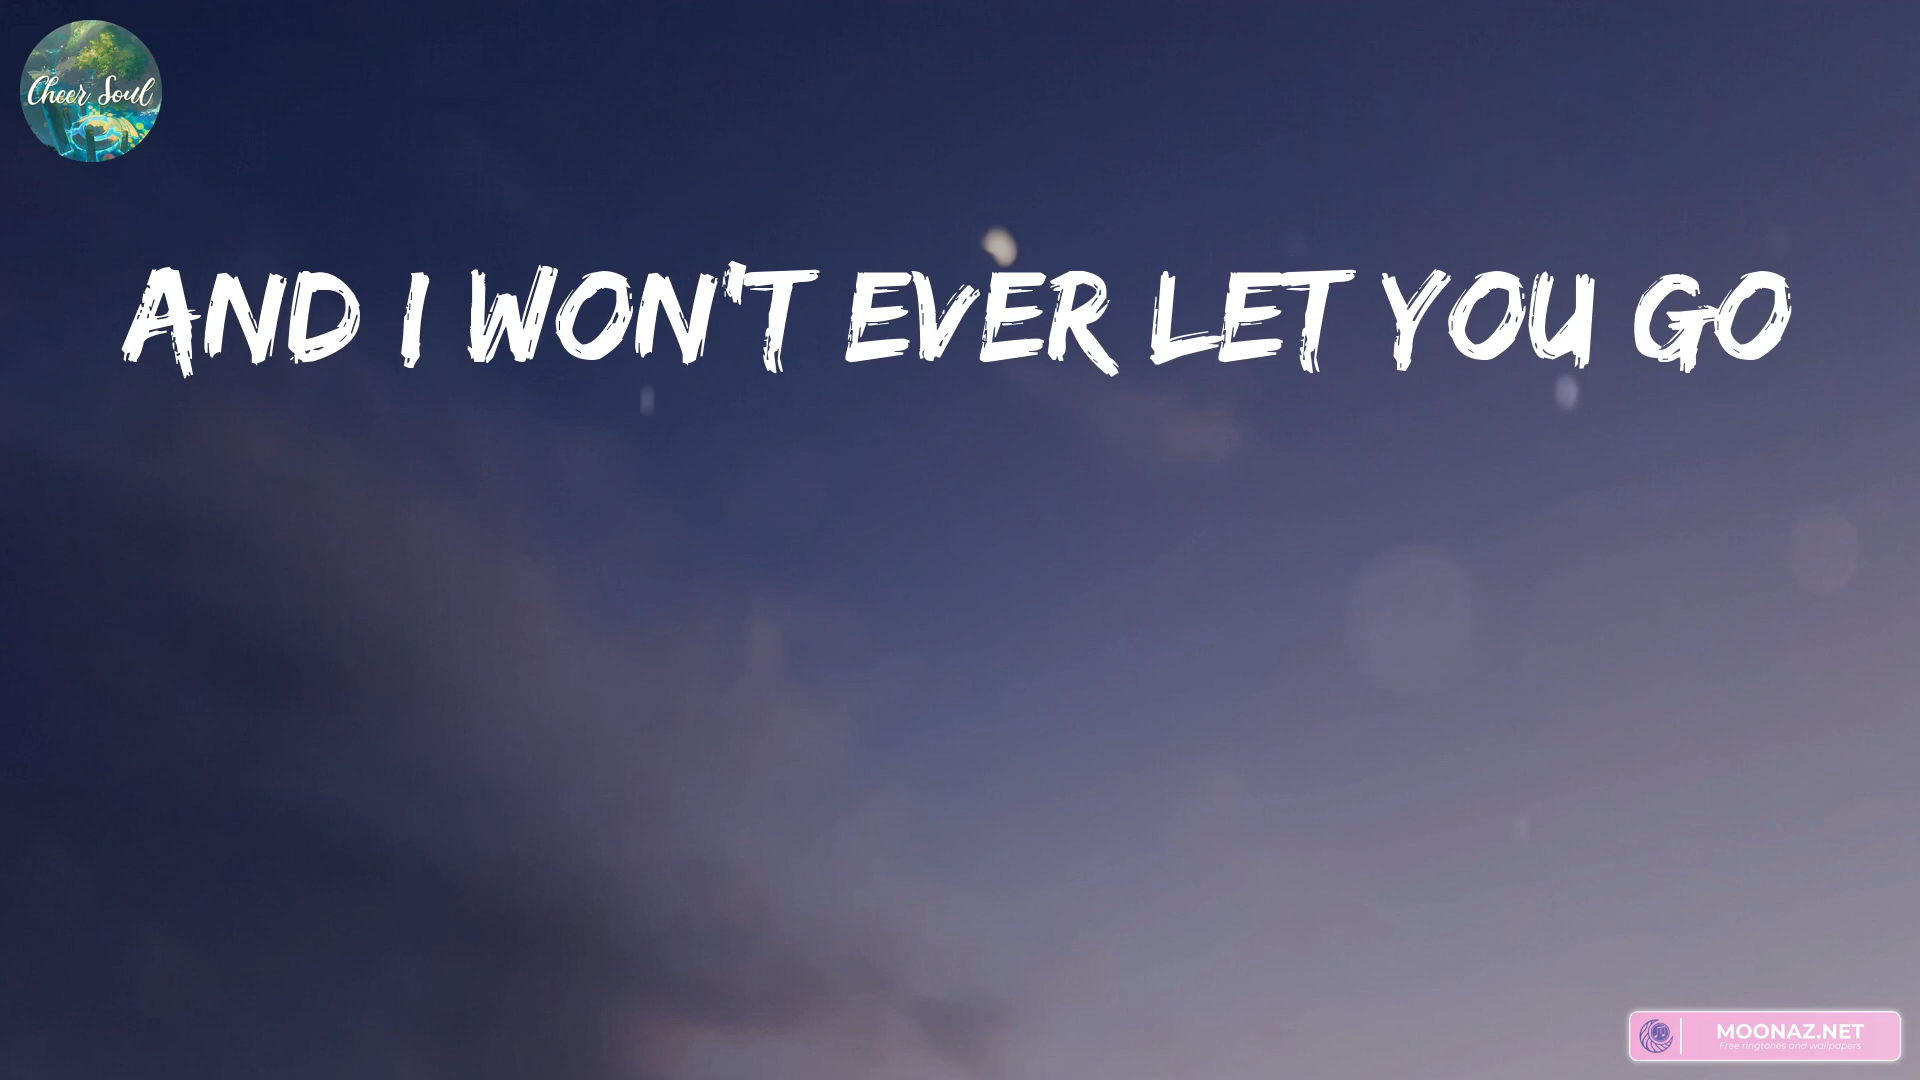 Cheer Soul
AND I WON'T EVER LET YOU GO
MOONAZ.NET
Free ringtones and wallpapers